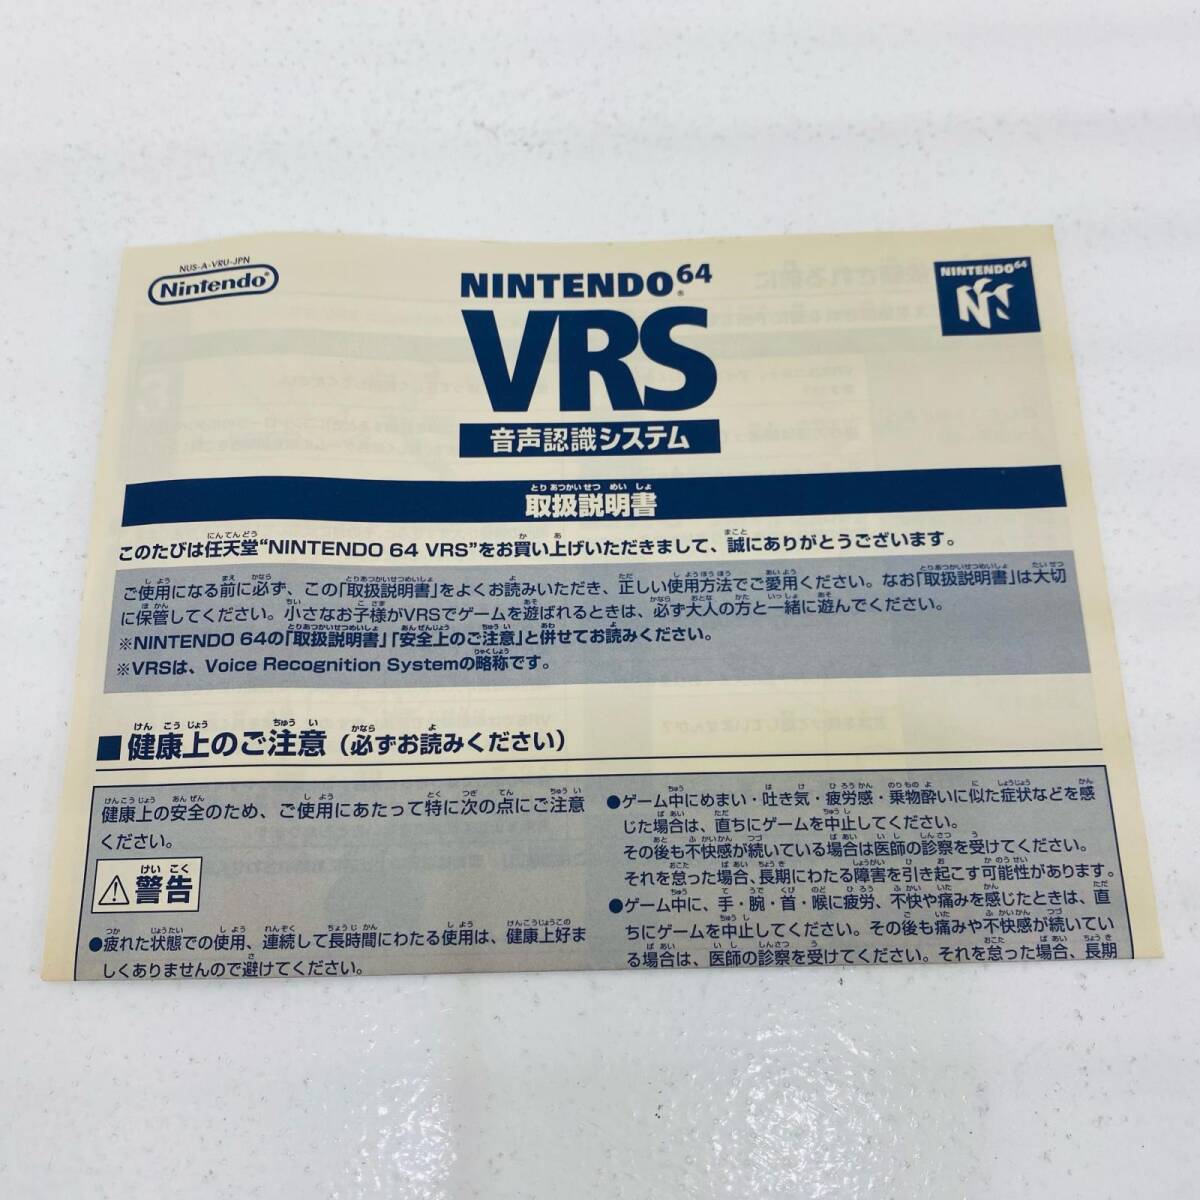 NUS-A-VRU-JPN
Nintendo
NINTENDO 64
VRS
音声認識システム
NINTENDO 64
取扱説明書
このたびは任天堂“NINTENDO 64 VRS”をお買い上げいただきまして、誠にありがとうございます。
ご使用になる前に必ず、この「取扱説明書」をよくお読みいただき、正しい使用方法でご愛用ください。なお「取扱説明書」は大切
に保管してください。小さなお子様がVRSでゲームを遊ばれるときは、必ず大人の方と一緒に遊んでください。
※NINTENDO 64の「取扱説明書」「安全上のご注意」と併せてお読みください。
※VRSは、Voice Recognition Systemの略称です。
■健康上のご注意（必ずお読みください）
健康上の安全のため、ご使用にあたって特に次の点にご注意
ください。
⚠警告
●疲れた状態での使用、連続して長時間にわたる使用は、健康上好ま
しくありませんので避けてください。
●ゲーム中にめまい・吐き気・疲労感・乗物酔いに似た症状などを感
じた場合は、直ちにゲームを中止してください。
その後も不快感が続いている場合は医師の診察を受けてください。
それを怠った場合、長期にわたる障害を引き起こす可能性があります。
●ゲーム中に、手・腕・首・喉に疲労、不快や痛みを感じたときは、直
ちにゲームを中止してください。その後も痛みや不快感が続いてい
る場合は、医師の診察を受けてください。それを怠った場合、長期